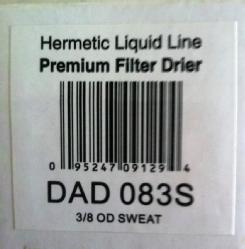 Hermetic Liquid Line
Premium Filter Drier
0 95247 09129 4
DAD 083S
3/8 OD SWEAT